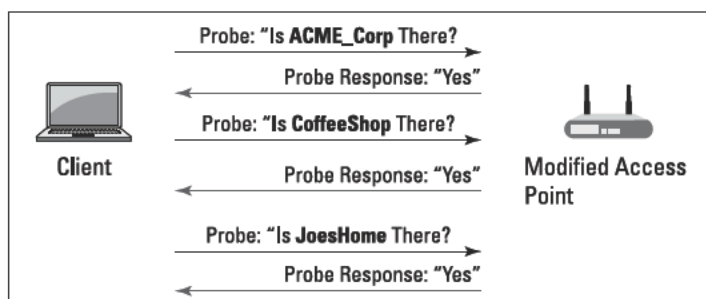 Probe: "Is ACME_Corp There?
Probe Response: "Yes"
Probe: "Is CoffeeShop There?
Client
Probe Response: "Yes"
Modified Access
Point
Probe: "Is JoesHome There?
Probe Response: "Yes"